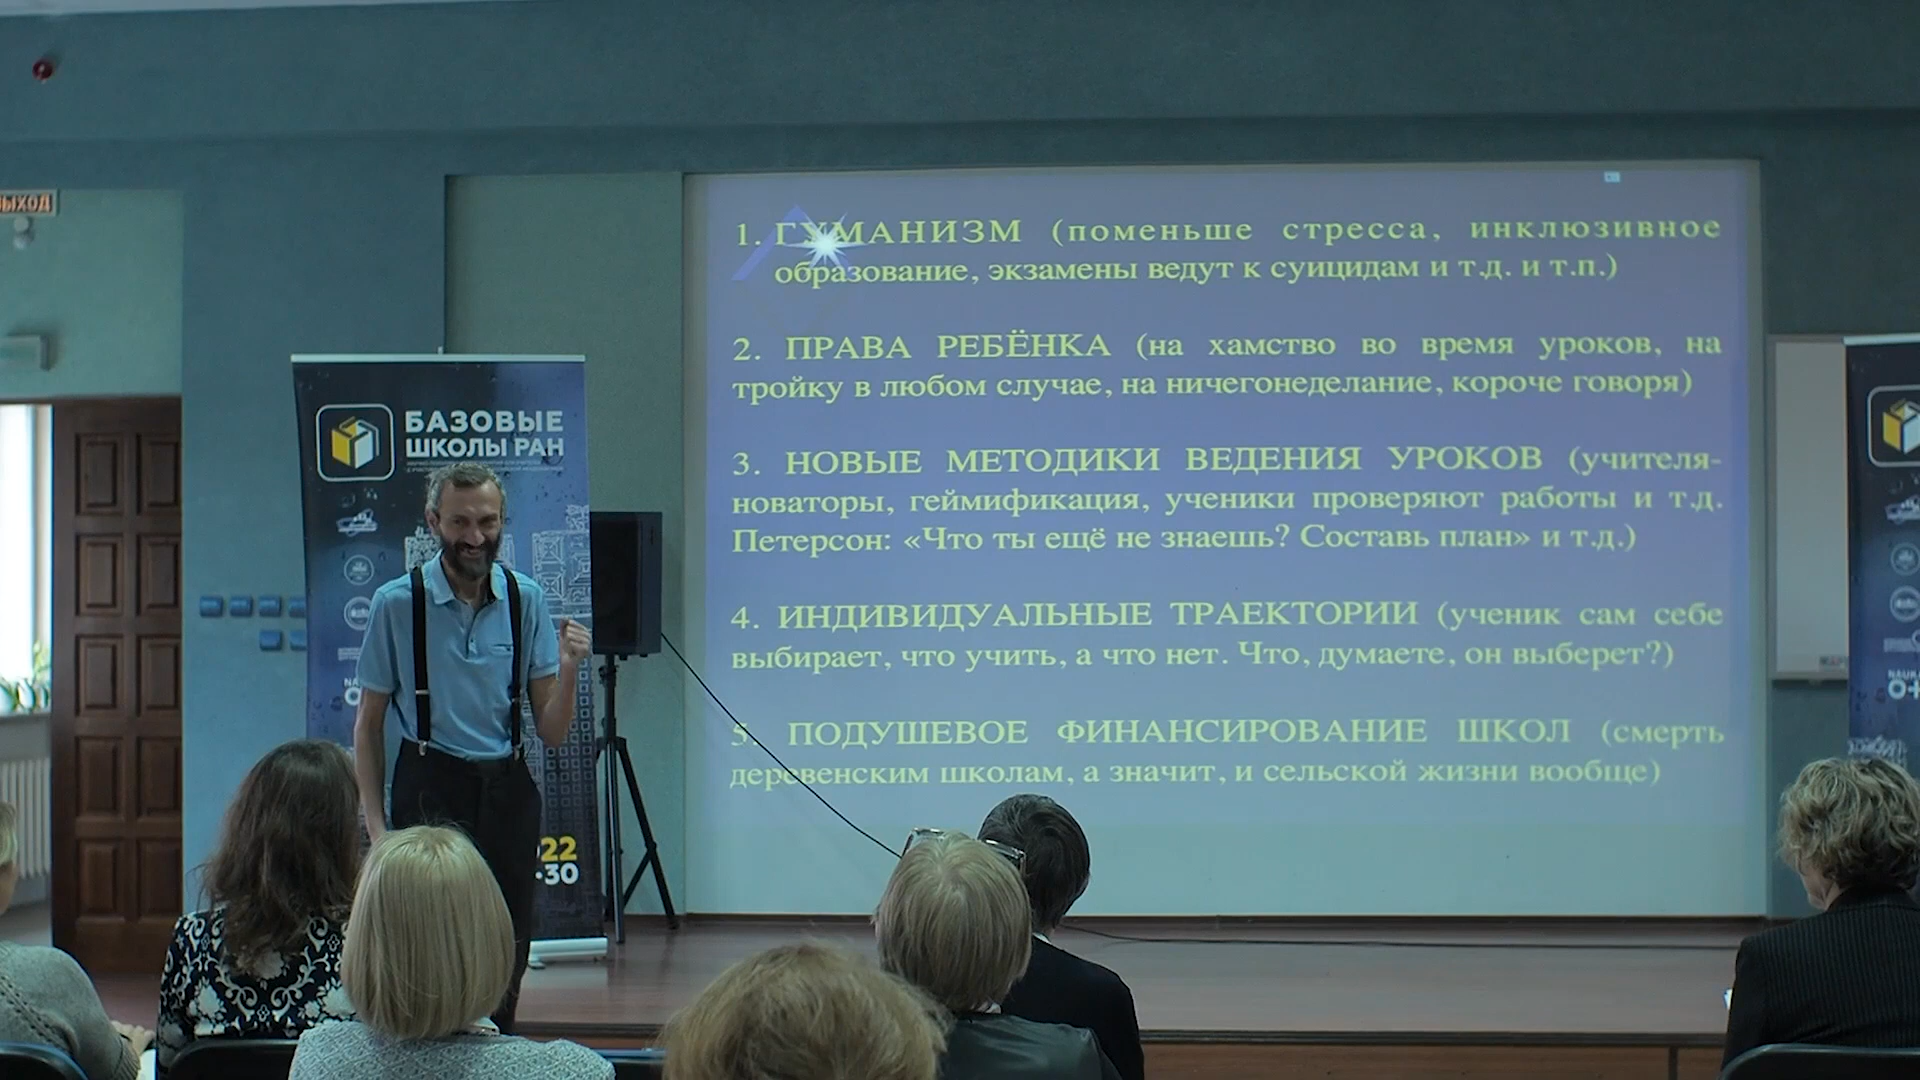 ВЫХОД
БАЗОВЫЕ
ШКОЛЫ РАН
22
-30
1. ГУМАНИЗМ (поменьше стресса, инклюзивное
образование, экзамены ведут к суицидам и т.д. и т.п.)
2. ПРАВА РЕБЁНКА (на хамство во время уроков, на
тройку в любом случае, на ничегонеделание, короче говоря)
3. НОВЫЕ МЕТОДИКИ ВЕДЕНИЯ УРОКОВ (учителя-
новаторы, геймификация, ученики проверяют работы и т.д.
Петерсон: «Что ты ещё не знаешь? Составь план» и т.д.)
4. ИНДИВИДУАЛЬНЫЕ ТРАЕКТОРИИ (ученик сам себе
выбирает, что учить, а что нет. Что, думаете, он выберет?)
5. ПОДУШЕВОЕ ФИНАНСИРОВАНИЕ ШКОЛ (смерть
деревенским школам, а значит, и сельской жизни вообще)